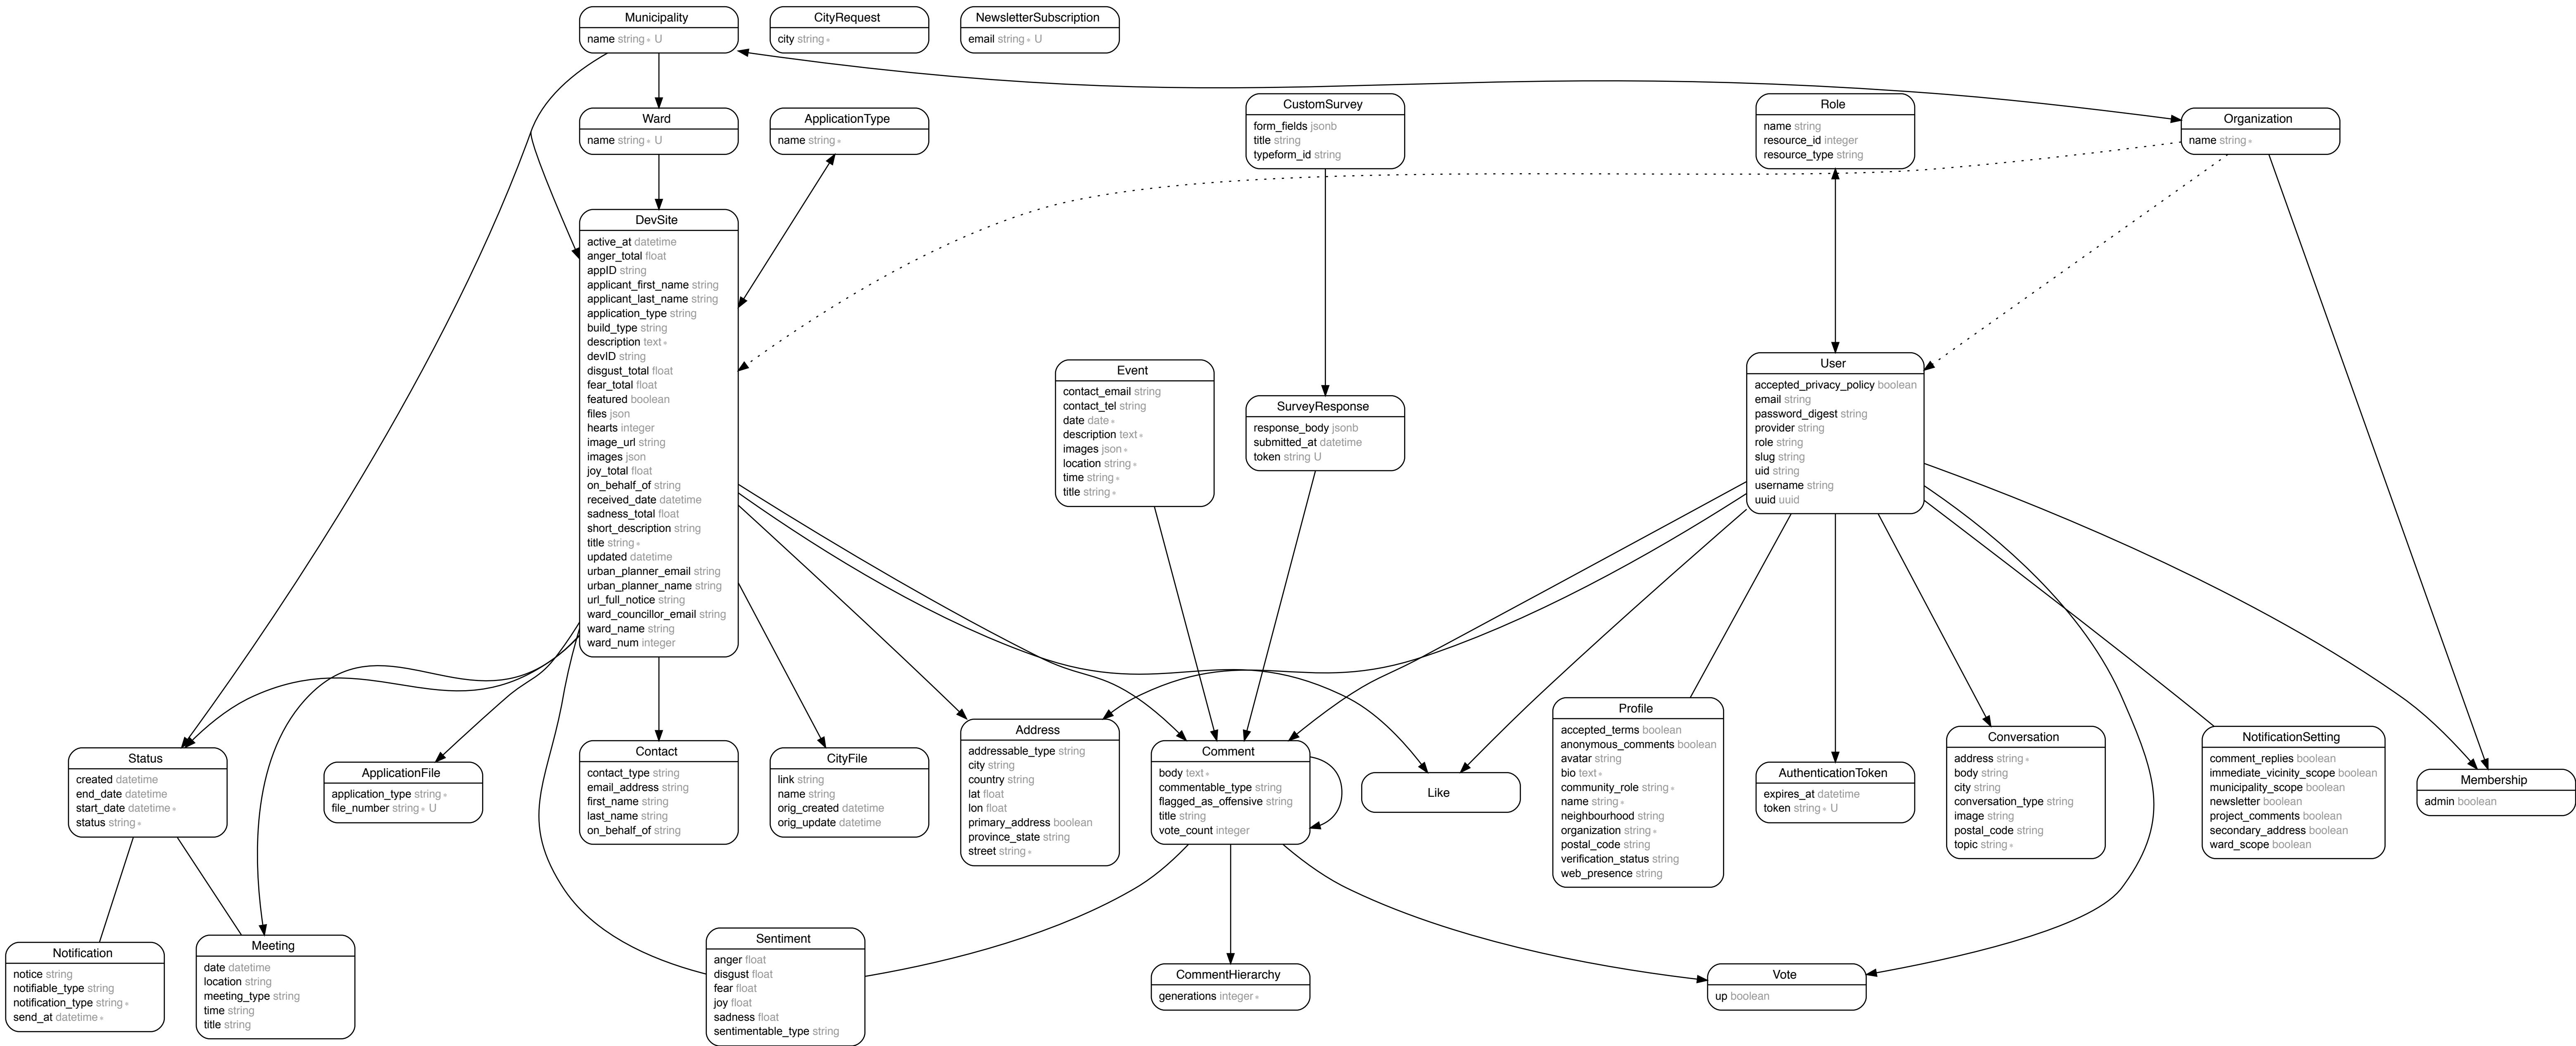 Municipality
name string∗ U
CityRequest
city string∗
NewsletterSubscription
email string∗ U
Ward
name string∗ U
ApplicationType
name string∗
CustomSurvey
form_fields jsonb
title string
typeform_id string
Role
name string
resource_id integer
resource_type string
Organization
name string∗
DevSite
active_at datetime
anger_total float
appID string
applicant_first_name string
applicant_last_name string
application_type string
build_type string
description text∗
devID string
disgust_total float
fear_total float
featured boolean
files json
hearts integer
image_url string
images json
joy_total float
on_behalf_of string
received_date datetime
sadness_total float
short_description string
title string∗
updated datetime
urban_planner_email string
urban_planner_name string
url_full_notice string
ward_councillor_email string
ward_name string
ward_num integer
Event
contact_email string
contact_tel string
date date∗
description text∗
images json∗
location string∗
time string∗
title string∗
SurveyResponse
response_body jsonb
submitted_at datetime
token string U
User
accepted_privacy_policy boolean
email string
password_digest string
provider string
role string
slug string
uid string
username string
uuid uuid
Status
created datetime
end_date datetime
start_date datetime∗
status string∗
ApplicationFile
application_type string∗
file_number string∗ U
Contact
contact_type string
email_address string
first_name string
last_name string
on_behalf_of string
CityFile
link string
name string
orig_created datetime
orig_update datetime
Address
addressable_type string
city string
country string
lat float
lon float
primary_address boolean
province_state string
street string∗
Comment
body text∗
commentable_type string
flagged_as_offensive string
title string
vote_count integer
Like
Profile
accepted_terms boolean
anonymous_comments boolean
avatar string
bio text∗
community_role string∗
name string∗
neighbourhood string
organization string∗
postal_code string
verification_status string
web_presence string
AuthenticationToken
expires_at datetime
token string∗ U
Conversation
address string∗
body string
city string
conversation_type string
image string
postal_code string
topic string∗
NotificationSetting
comment_replies boolean
immediate_vicinity_scope boolean
municipality_scope boolean
newsletter boolean
project_comments boolean
secondary_address boolean
ward_scope boolean
Membership
admin boolean
Notification
notice string
notifiable_type string
notification_type string∗
send_at datetime∗
Meeting
date datetime
location string
meeting_type string
time string
title string
Sentiment
anger float
disgust float
fear float
joy float
sadness float
sentimentable_type string
CommentHierarchy
generations integer∗
Vote
up boolean